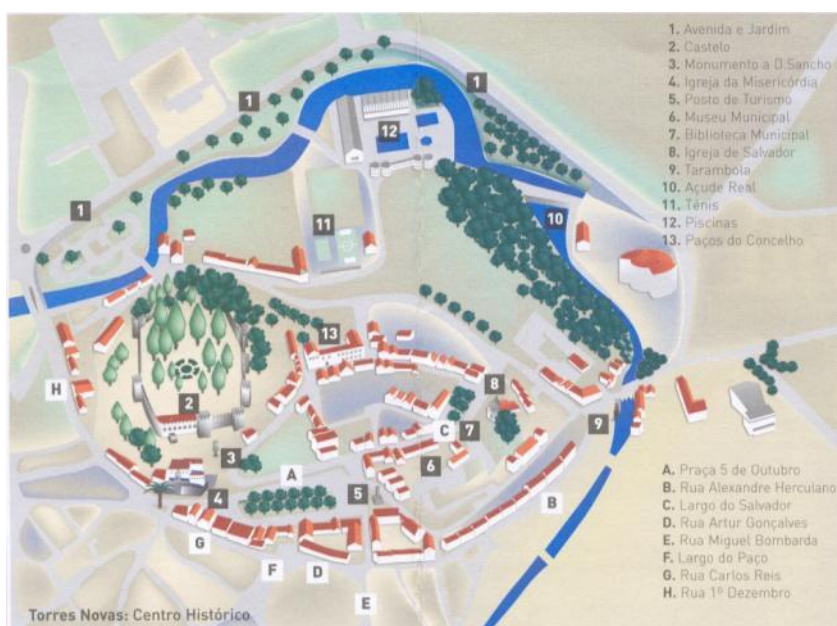 1. Avenida e Jardim
2. Castelo
3. Monumento a D.Sancho
4. Igreja da Misericórdia
5. Posto de Turismo
6. Museu Municipal
7. Biblioteca Municipal
8. Igreja de Salvador
9. Tarambola
10. Açude Real
11. Ténis
12. Piscinas
13. Paços do Concelho
1
1
12
1
11
10
13
8
H
2
C
7
9
3
6
A
4
5
B
G
F
D
E
A. Praça 5 de Outubro
B. Rua Alexandre Herculano
C. Largo do Salvador
D. Rua Artur Gonçalves
E. Rua Miguel Bombarda
F. Largo do Paço
G. Rua Carlos Reis
H. Rua 1º Dezembro
Torres Novas: Centro Histórico